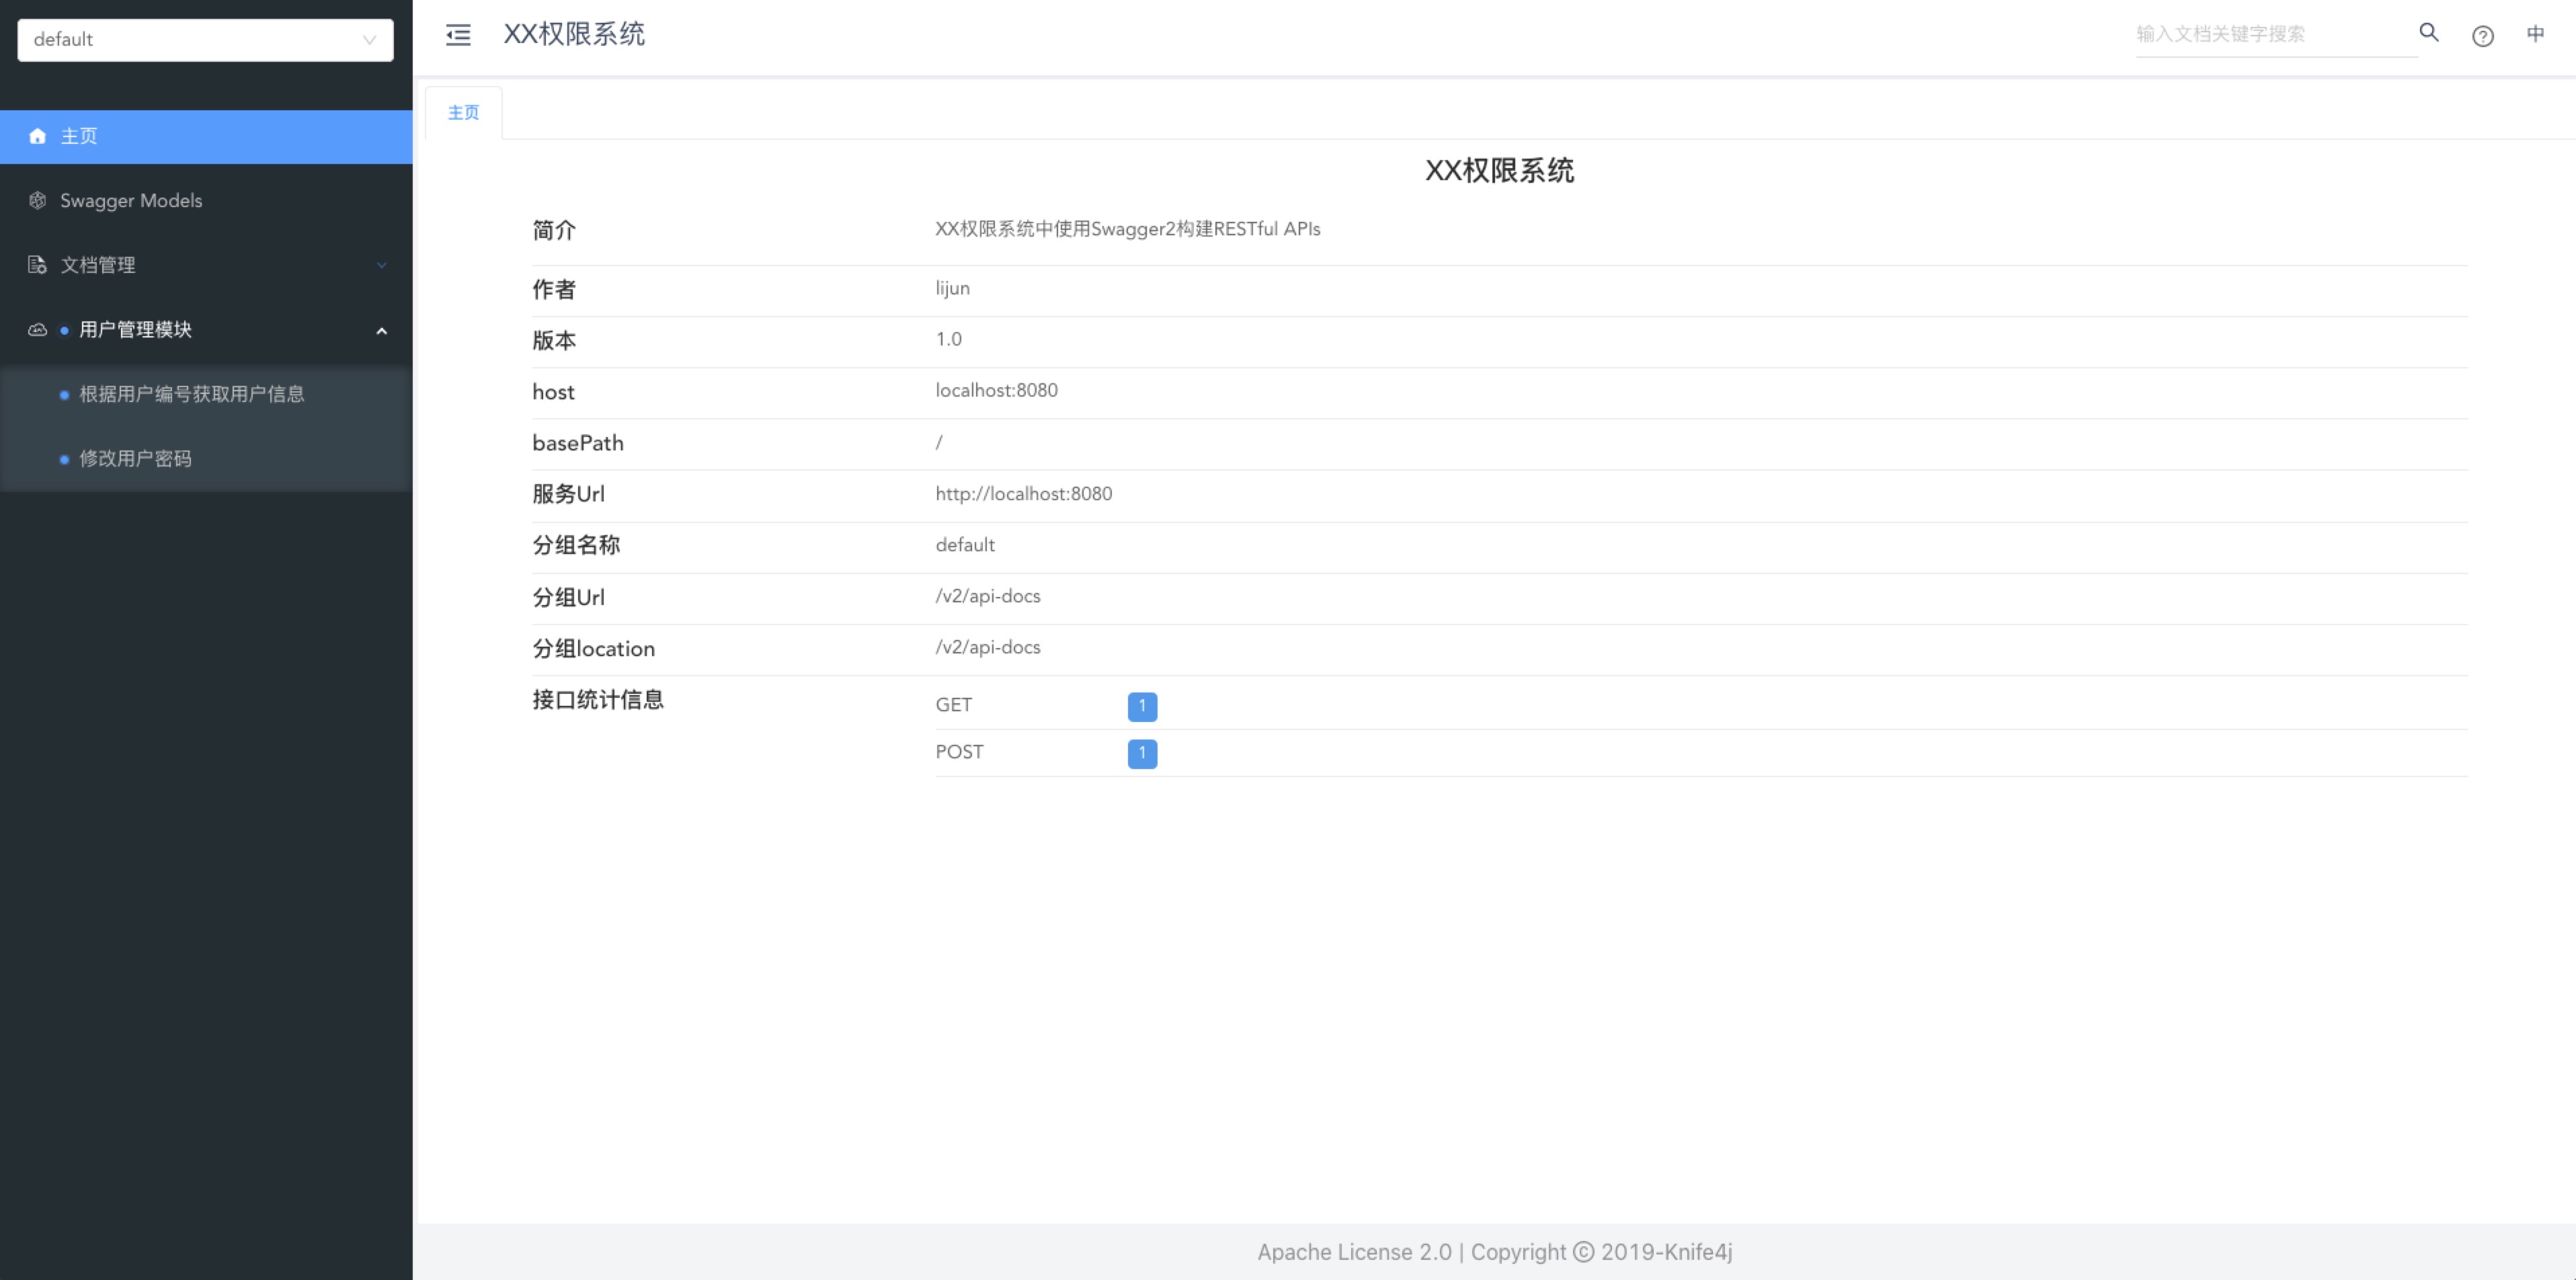 default
主页
Swagger Models
文档管理
用户管理模块
根据用户编号获取用户信息
修改用户密码
XX权限系统
输入文档关键字搜索
中
主页
XX权限系统
简介 XX权限系统中使用Swagger2构建RESTful APIs
作者 lijun
版本 1.0
host localhost:8080
basePath /
服务Url http://localhost:8080
分组名称 default
分组Url /v2/api-docs
分组location /v2/api-docs
接口统计信息 GET 1
POST 1
Apache License 2.0 | Copyright © 2019-Knife4j